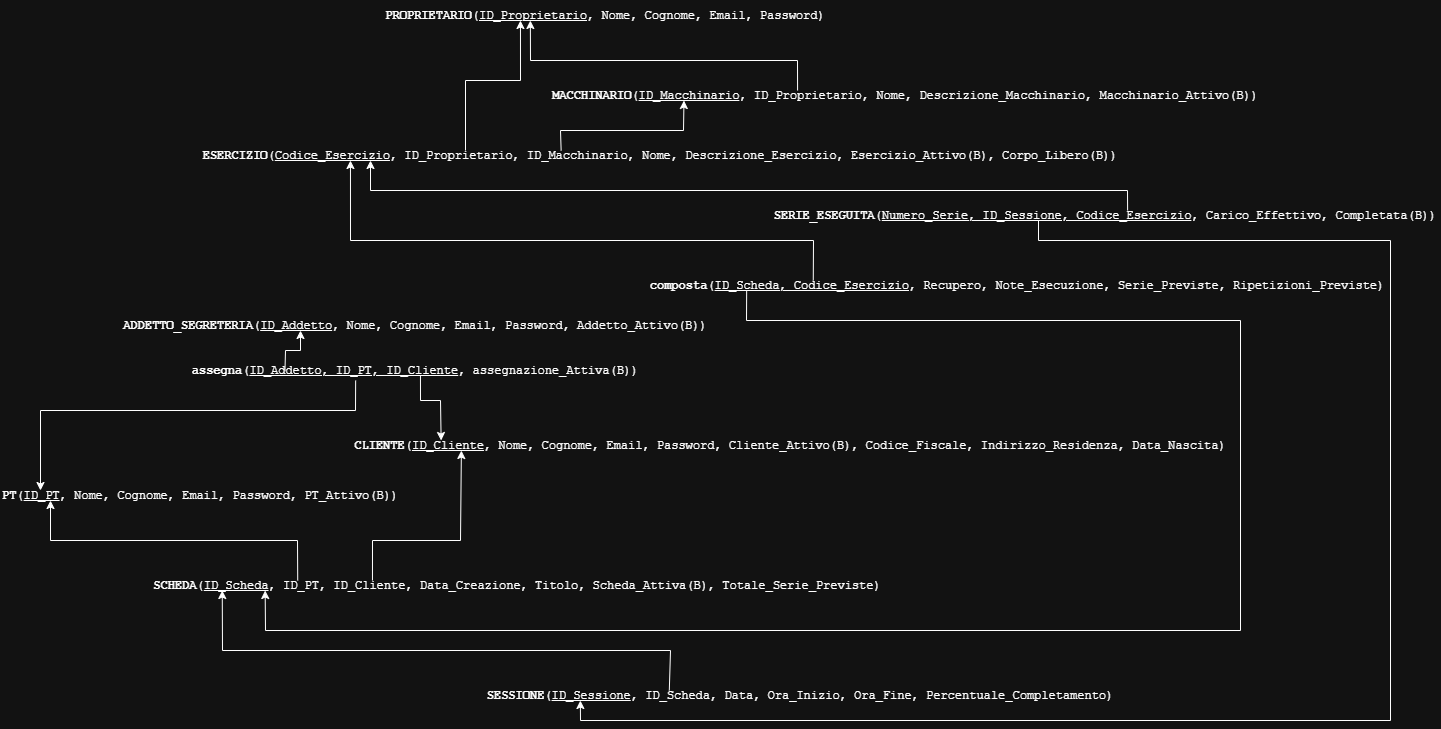 PROPRIETARIO(ID_Proprietario, Nome, Cognome, Email, Password)
MACCHINARIO(ID_Macchinario, ID_Proprietario, Nome, Descrizione_Macchinario, Macchinario_Attivo(B))
ESERCIZIO(Codice_Esercizio, ID_Proprietario, ID_Macchinario, Nome, Descrizione_Esercizio, Esercizio_Attivo(B), Corpo_Libero(B))
SERIE_ESEGUITA(Numero_Serie, ID_Sessione, Codice_Esercizio, Carico_Effettivo, Completata(B))
composta(ID_Scheda, Codice_Esercizio, Recupero, Note_Esecuzione, Serie_Previste, Ripetizioni_Previste)
ADDETTO_SEGRETERIA(ID_Addetto, Nome, Cognome, Email, Password, Addetto_Attivo(B))
assegna(ID_Addetto, ID_PT, ID_Cliente, assegnazione_Attiva(B))
CLIENTE(ID_Cliente, Nome, Cognome, Email, Password, Cliente_Attivo(B), Codice_Fiscale, Indirizzo_Residenza, Data_Nascita)
PT(ID_PT, Nome, Cognome, Email, Password, PT_Attivo(B))
SCHEDA(ID_Scheda, ID_PT, ID_Cliente, Data_Creazione, Titolo, Scheda_Attiva(B), Totale_Serie_Previste)
SESSIONE(ID_Sessione, ID_Scheda, Data, Ora_Inizio, Ora_Fine, Percentuale_Completamento)